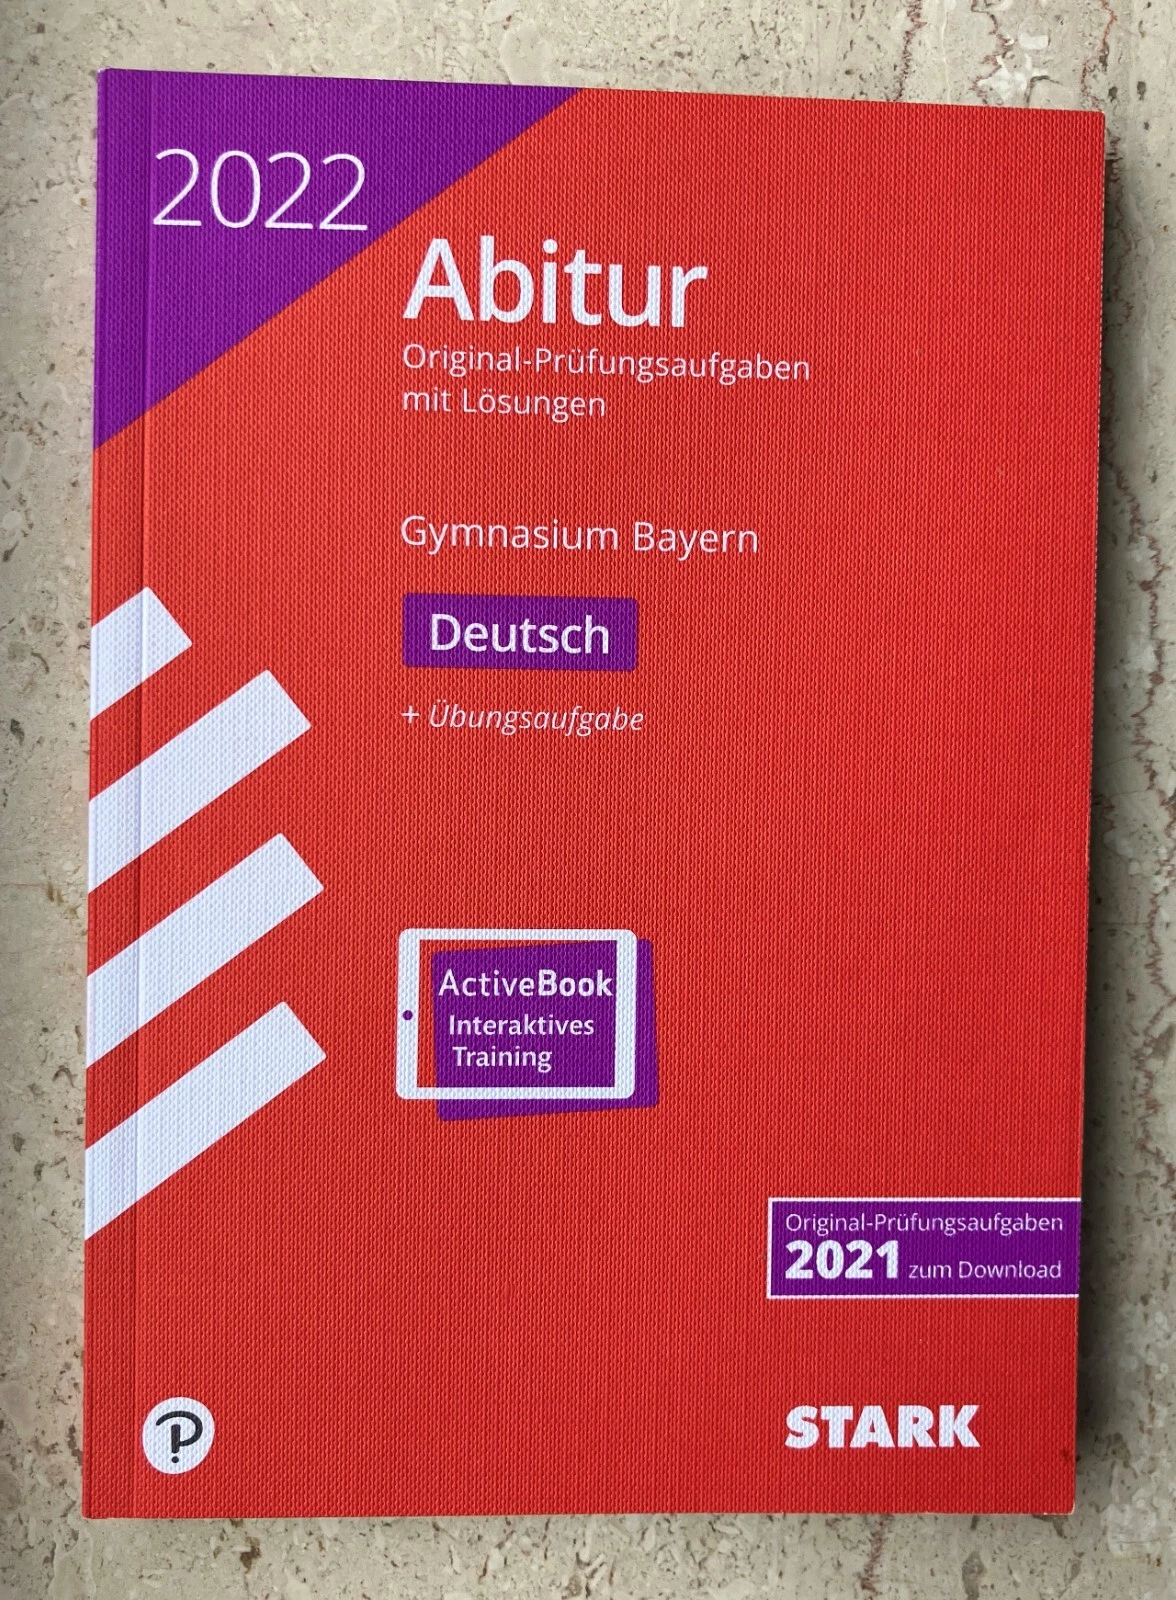 2022
Abitur
Original-Prüfungsaufgaben
mit Lösungen
Gymnasium Bayern
Deutsch
+ Übungsaufgabe
ActiveBook
Interaktives
Training
Original-Prüfungsaufgaben
2021 zum Download
STARK